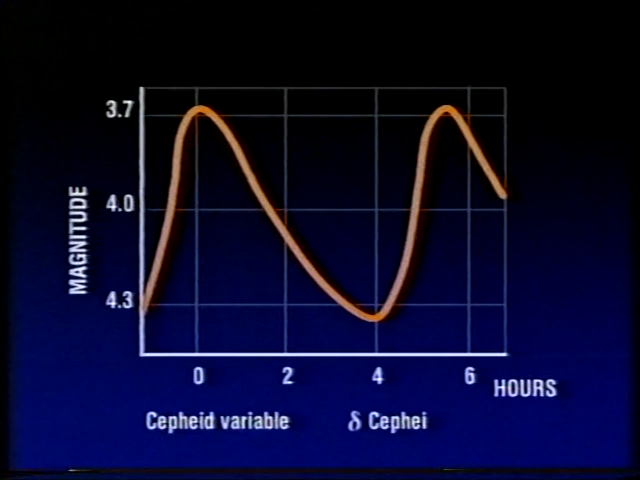 3.7
4.0
MAGNITUDE
4.3
0 2 4 6
HOURS
Cepheid variable δ Cephei